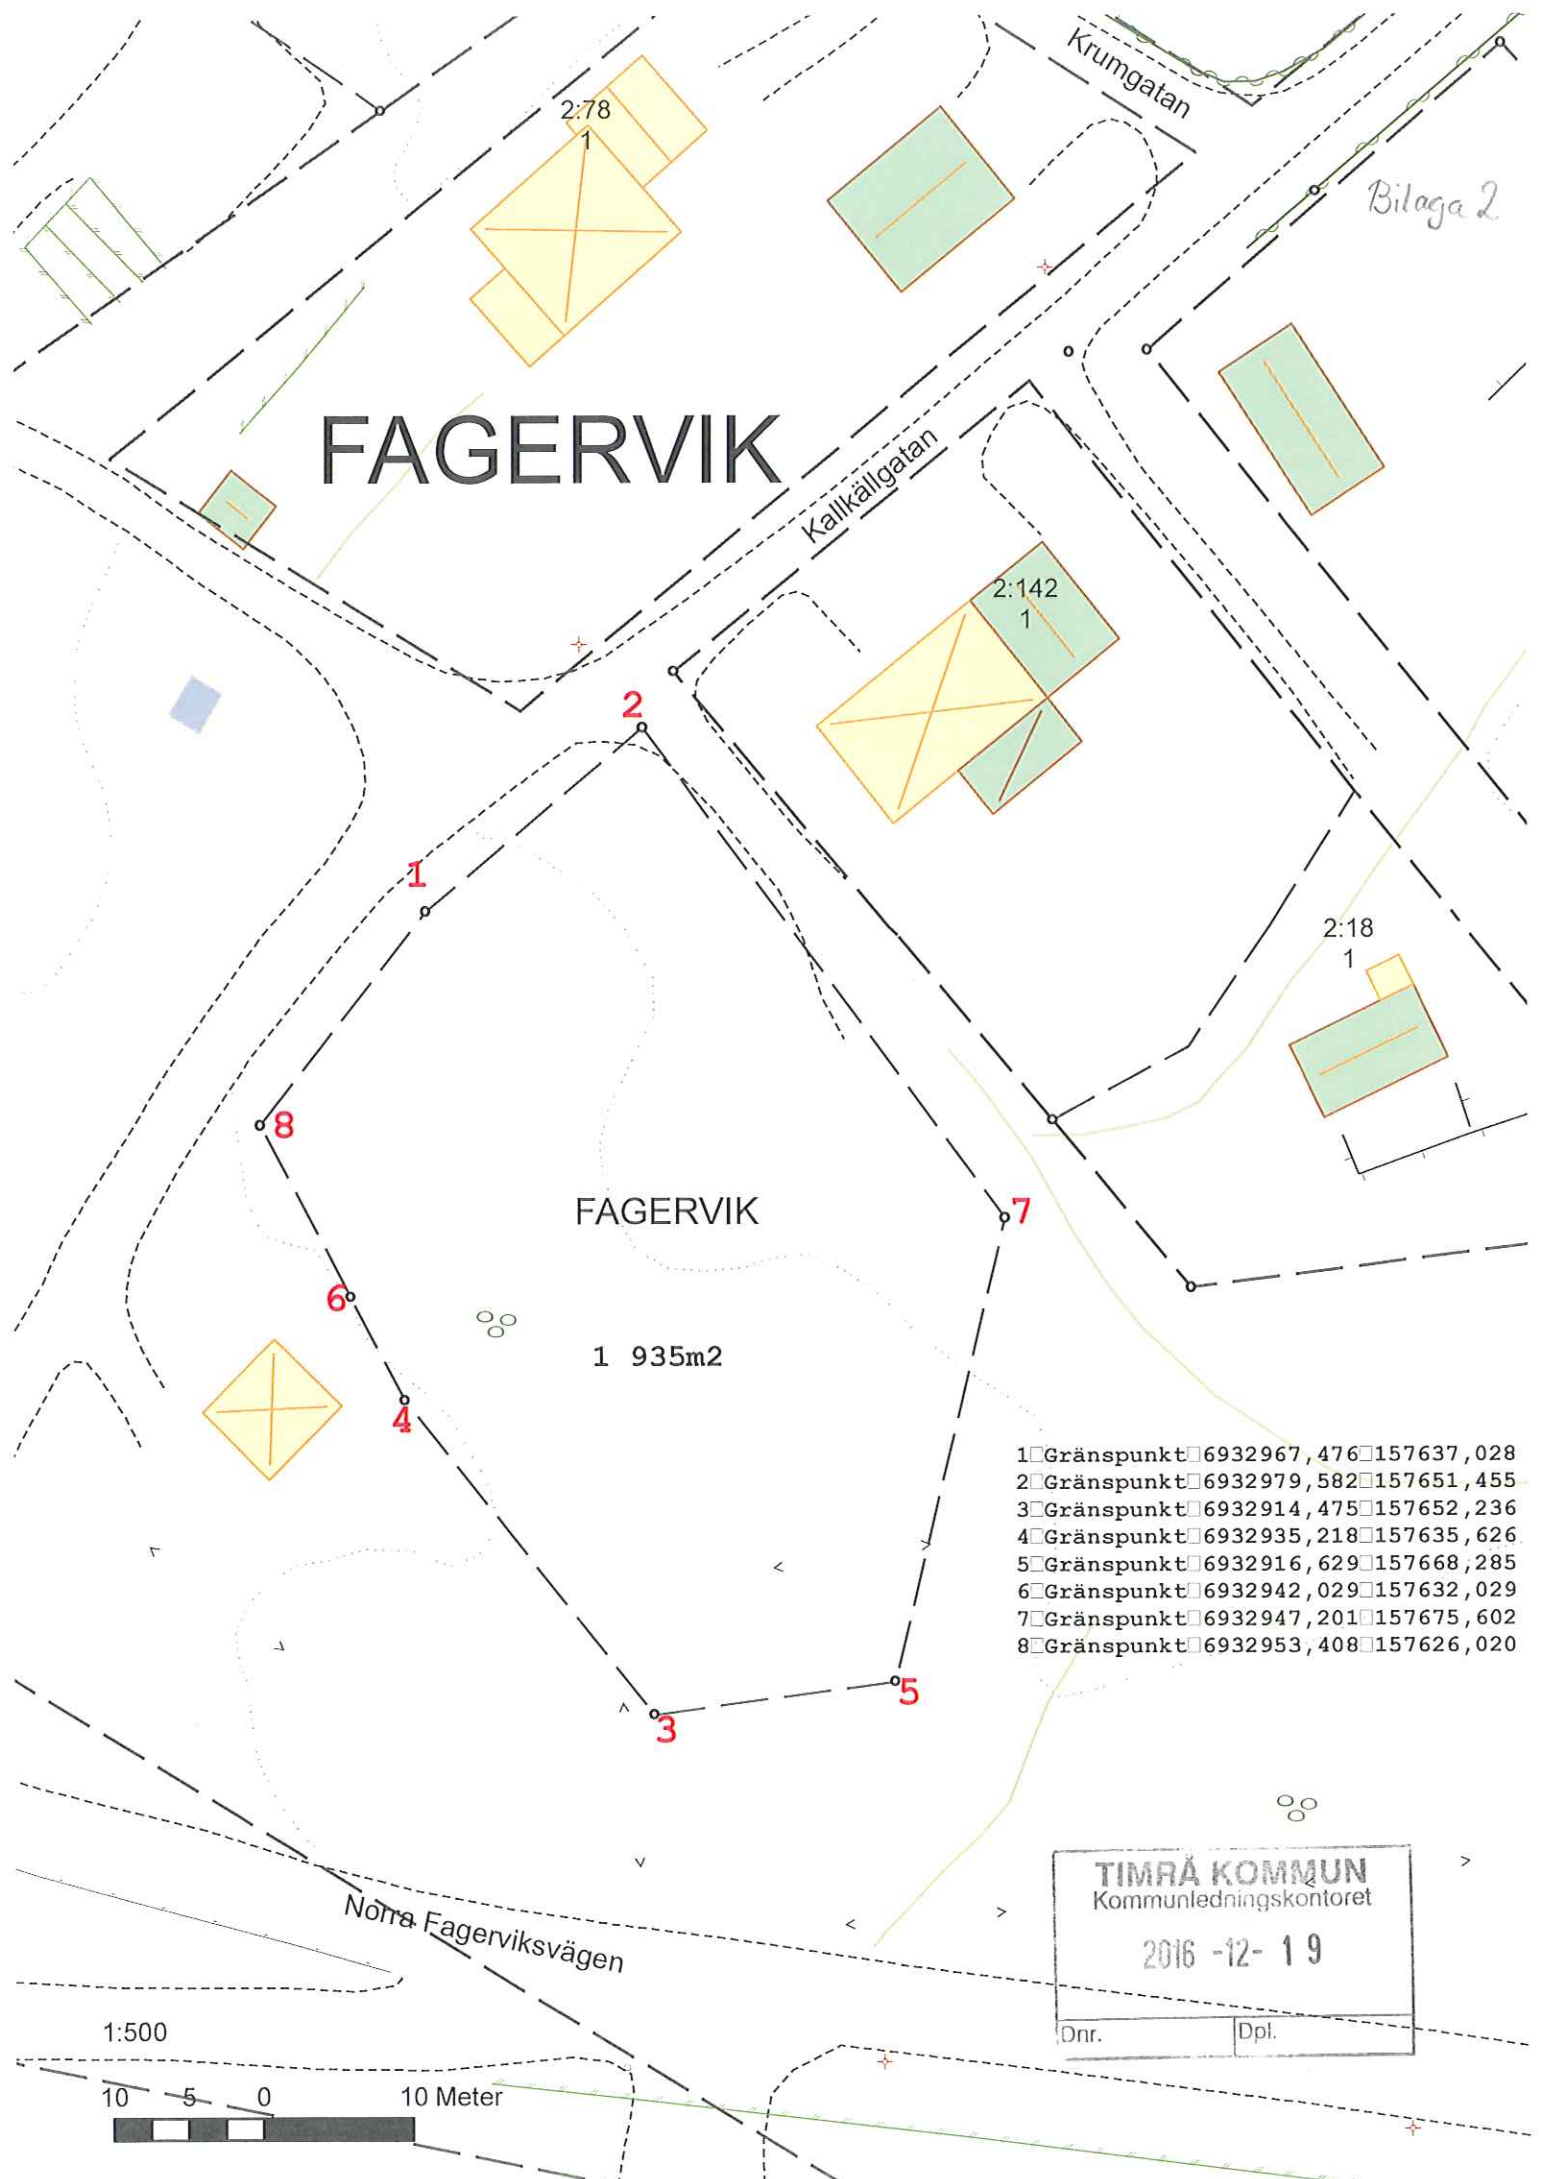 Krumgatan
2:78
1
Bilaga 2
FAGERVIK
Kallkällgatan
2:142
1
2
1
2:18
1
8
FAGERVIK
7
6
1 935m2
4
1□Gränspunkt□6932967,476□157637,028
2□Gränspunkt□6932979,582□157651,455
3□Gränspunkt□6932914,475□157652,236
4□Gränspunkt□6932935,218□157635,626
5□Gränspunkt□6932916,629□157668,285
6□Gränspunkt□6932942,029□157632,029
7□Gränspunkt□6932947,201□157675,602
8□Gränspunkt□6932953,408□157626,020
5
3
TIMRÅ KOMMUN
Kommunledningskontoret
2016 -12- 19
Dnr. Dpl.
Norra Fagerviksvägen
1:500
10 5 0 10 Meter